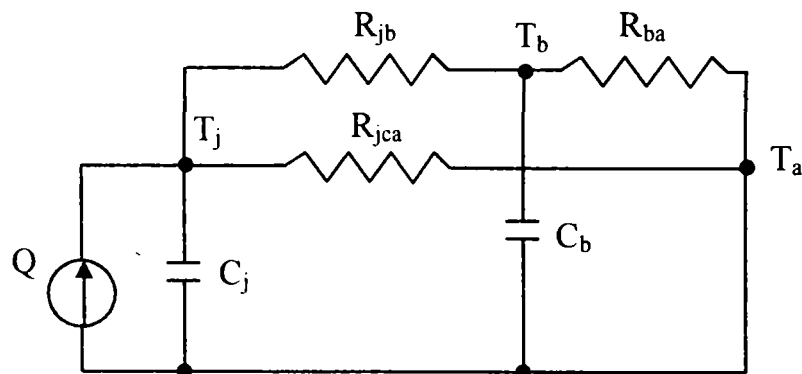 R_jb
T_b
R_ba
T_j
R_jca
T_a
Q
C_j
C_b